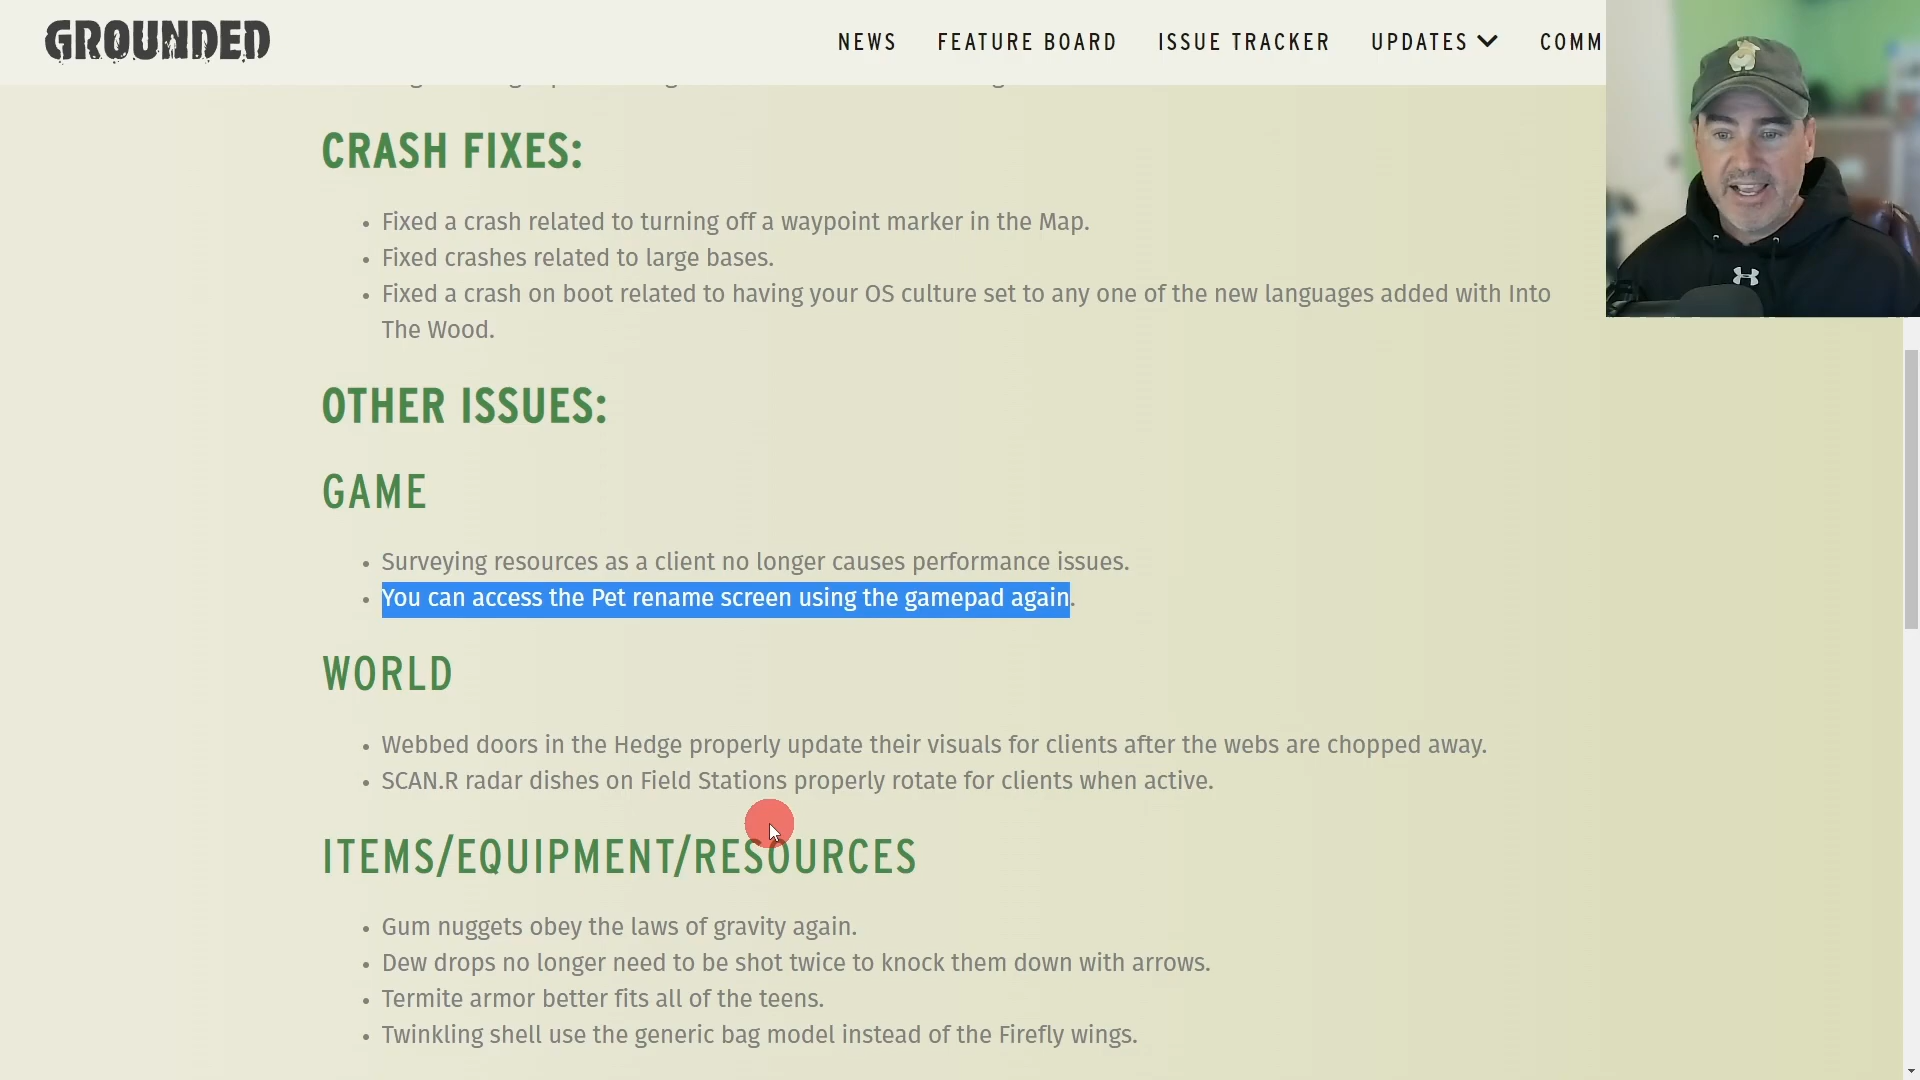 GROUNDED
NEWS
FEATURE BOARD
ISSUE TRACKER
UPDATES
COMM
CRASH FIXES:
• Fixed a crash related to turning off a waypoint marker in the Map.
• Fixed crashes related to large bases.
• Fixed a crash on boot related to having your OS culture set to any one of the new languages added with Into
The Wood.
OTHER ISSUES:
GAME
• Surveying resources as a client no longer causes performance issues.
• You can access the Pet rename screen using the gamepad again.
WORLD
• Webbed doors in the Hedge properly update their visuals for clients after the webs are chopped away.
• SCAN.R radar dishes on Field Stations properly rotate for clients when active.
ITEMS/EQUIPMENT/RESOURCES
• Gum nuggets obey the laws of gravity again.
• Dew drops no longer need to be shot twice to knock them down with arrows.
• Termite armor better fits all of the teens.
• Twinkling shell use the generic bag model instead of the Firefly wings.